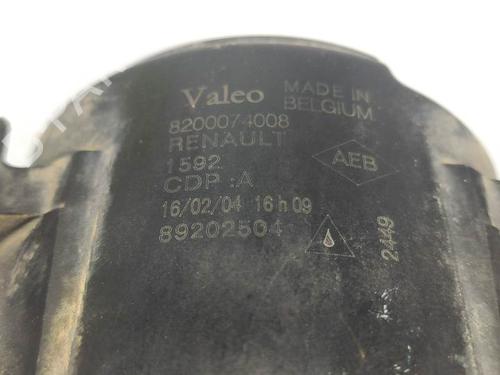 Valeo
MADE IN
BELGIUM
8200074008
RENAULT
1592
AEB
CDP :A
16/02/04 16 h 09
89202504
2449